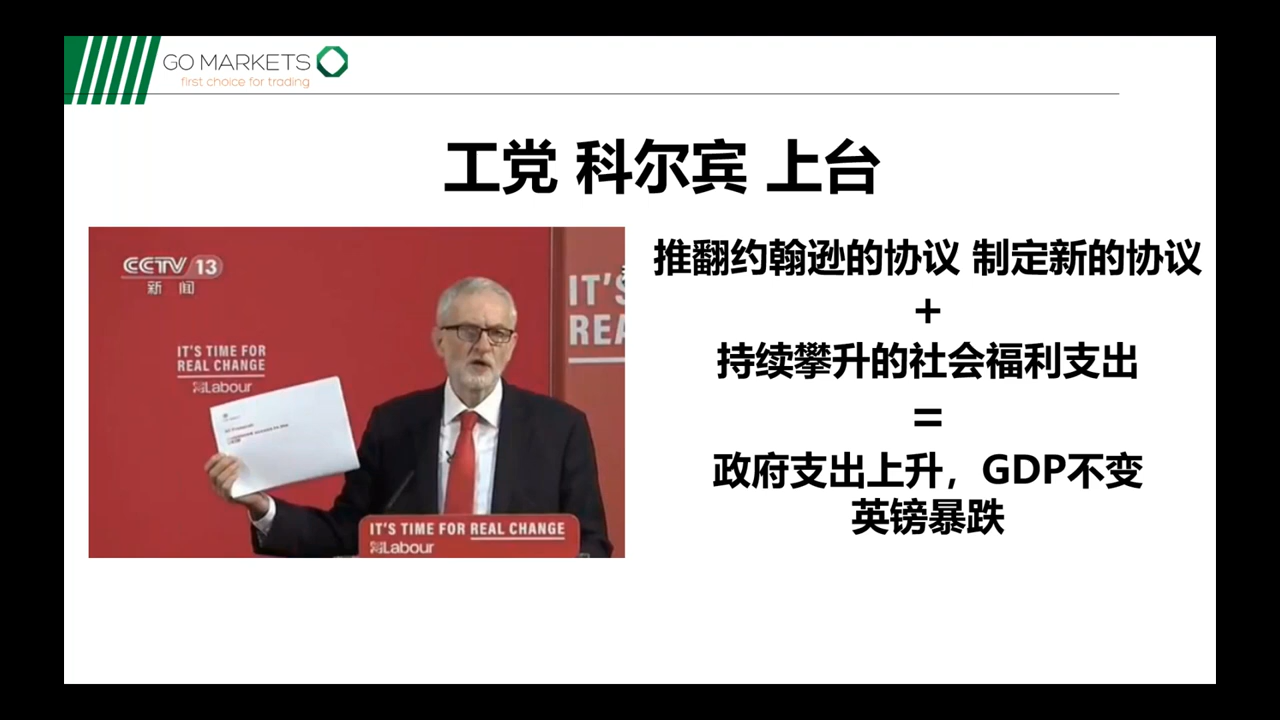 GO MARKETS
first choice for trading
工党 科尔宾 上台
CCTV 13
新闻
IT'S TIME FOR
REAL CHANGE
Labour
IT'S
REA
IT'S TIME FOR REAL CHANGE
Labour
推翻约翰逊的协议 制定新的协议
+
持续攀升的社会福利支出
=
政府支出上升，GDP不变
英镑暴跌